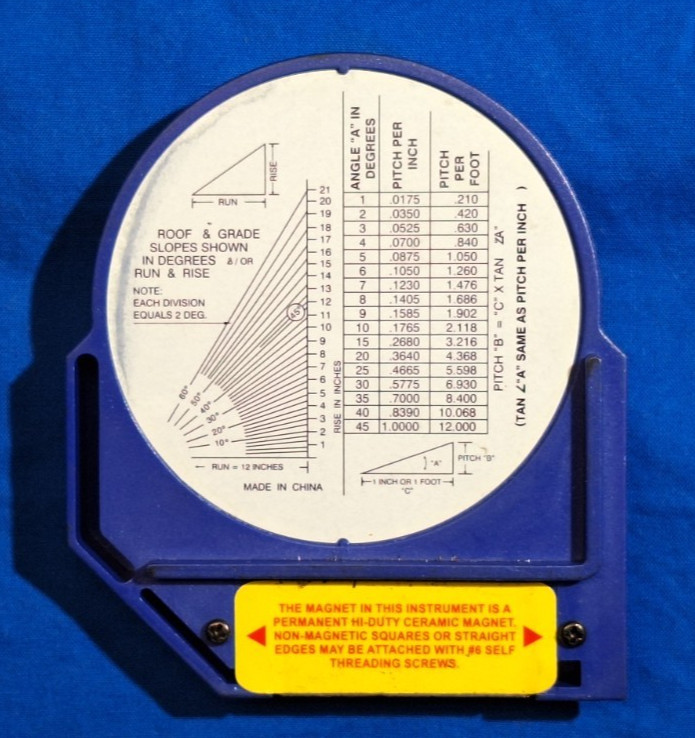 RISE
RUN
ROOF & GRADE
SLOPES SHOWN
IN DEGREES &/OR
RUN & RISE
NOTE:
EACH DIVISION
EQUALS 2 DEG.
21
20
19
18
17
16
15
14
13
12
11
10
9
8
7
6
5
4
3
2
1
45°
60°
50°
40°
30°
20°
10°
RISE IN INCHES
RUN = 12 INCHES
MADE IN CHINA
ANGLE "A" IN DEGREES PITCH PER INCH PITCH PER FOOT
1 .0175 .210
2 .0350 .420
3 .0525 .630
4 .0700 .840
5 .0875 1.050
6 .1050 1.260
7 .1230 1.476
8 .1405 1.686
9 .1585 1.902
10 .1765 2.118
15 .2680 3.216
20 .3640 4.368
25 .4665 5.598
30 .5775 6.930
35 .7000 8.400
40 .8390 10.068
45 1.0000 12.000
PITCH "B" = "C" X TAN ZA"
(TAN ∠"A" SAME AS PITCH PER INCH )
"A"
PITCH "B"
1 INCH OR 1 FOOT
"C"
THE MAGNET IN THIS INSTRUMENT IS A
PERMANENT HI-DUTY CERAMIC MAGNET.
NON-MAGNETIC SQUARES OR STRAIGHT
EDGES MAY BE ATTACHED WITH #6 SELF
THREADING SCREWS.